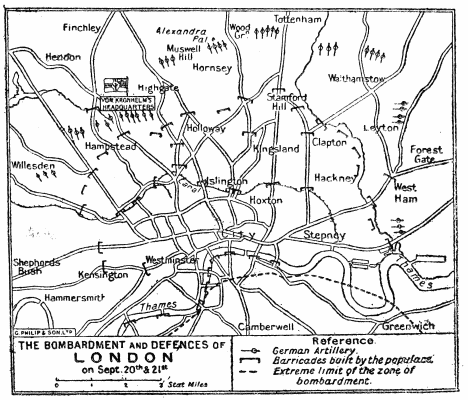 Finchley
Alexandra
Pal.
Wood
Grn
Tottenham
Hendon
Muswell
Hill
Hornsey
Walthamstow
VON KRONHELM'S
HEADQUARTERS
Highgate
Stamford
Hill
Holloway
Leyton
Hampstead
Kingsland
Clapton
Forest
Gate
Willesden
Islington
Hackney
West
Ham
Hoxton
Stepney
Shepherds
Bush
Westminster
Kensington
Thames
Hammersmith
Thames
Camberwell
Greenwich
G. PHILIP & SON, LTD
THE BOMBARDMENT AND DEFENCES OF
LONDON
on Sept. 20th & 21st
0 1 2 3 Stat Miles
Reference.
German Artillery.
Barricades built by the populace.
Extreme limit of the zone of
bombardment.